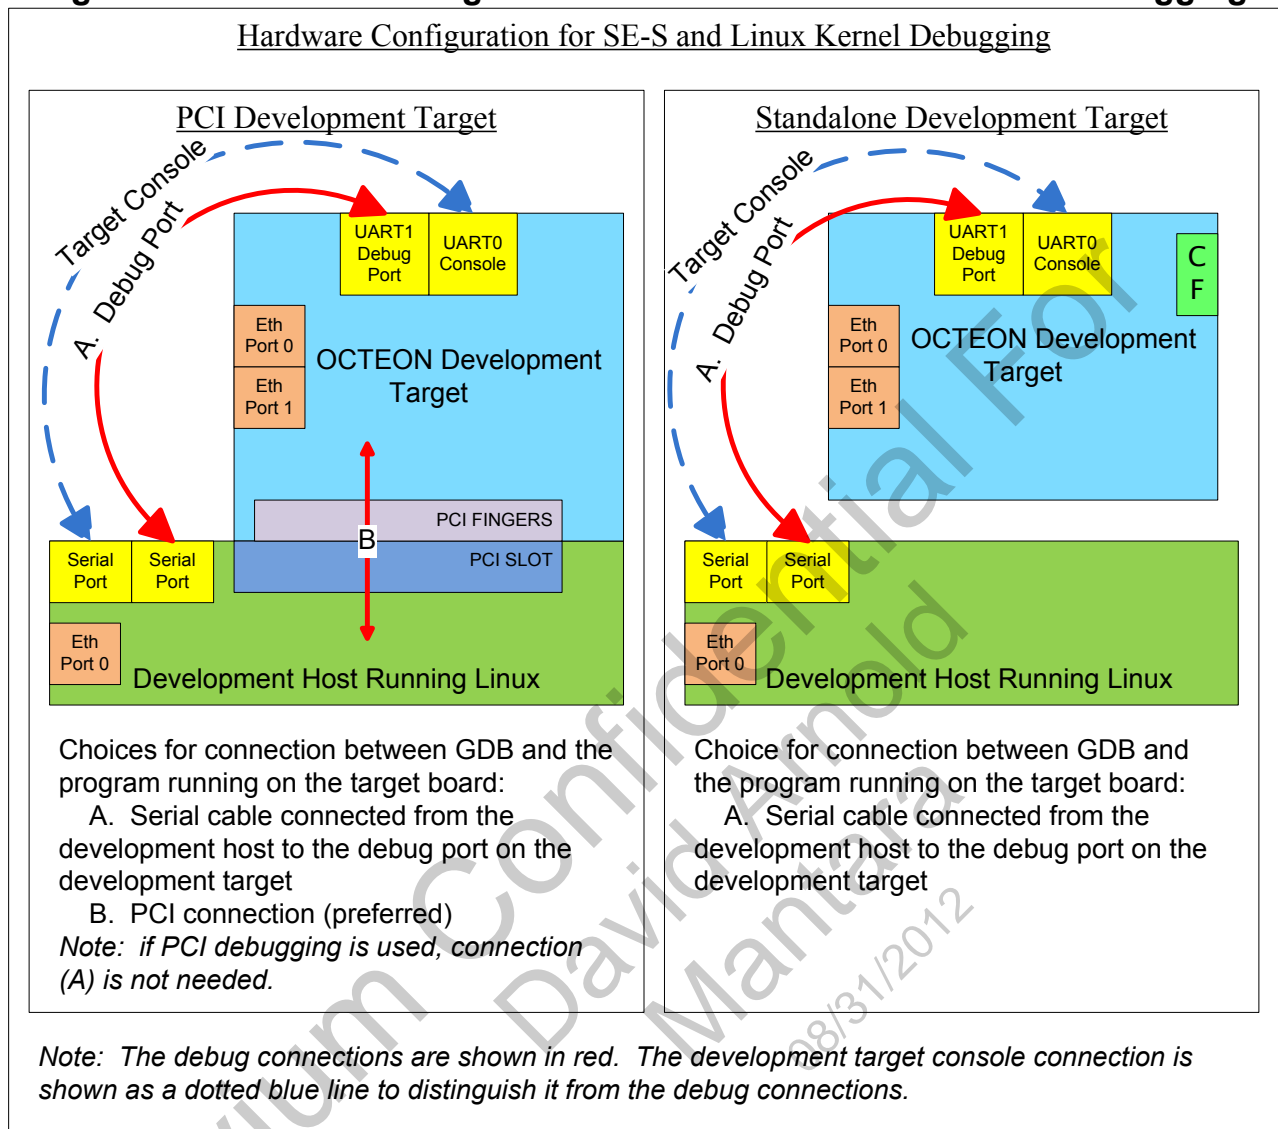 Hardware Configuration for SE-S and Linux Kernel Debugging
PCI Development Target
Target Console
A. Debug Port
UART1
Debug
Port
UART0
Console
Eth
Port 0
Eth
Port 1
OCTEON Development
Target
PCI FINGERS
B
PCI SLOT
Serial
Port
Serial
Port
Eth
Port 0
Development Host Running Linux
Choices for connection between GDB and the
program running on the target board:
A. Serial cable connected from the
development host to the debug port on the
development target
B. PCI connection (preferred)
Note: if PCI debugging is used, connection
(A) is not needed.
Standalone Development Target
Target Console
A. Debug Port
UART1
Debug
Port
UART0
Console
C
F
Eth
Port 0
Eth
Port 1
OCTEON Development
Target
Serial
Port
Serial
Port
Eth
Port 0
Development Host Running Linux
Choice for connection between GDB and
the program running on the target board:
A. Serial cable connected from the
development host to the debug port on the
development target
Note: The debug connections are shown in red. The development target console connection is
shown as a dotted blue line to distinguish it from the debug connections.
Confidential For
David Arnold
Mantara
08/31/2012